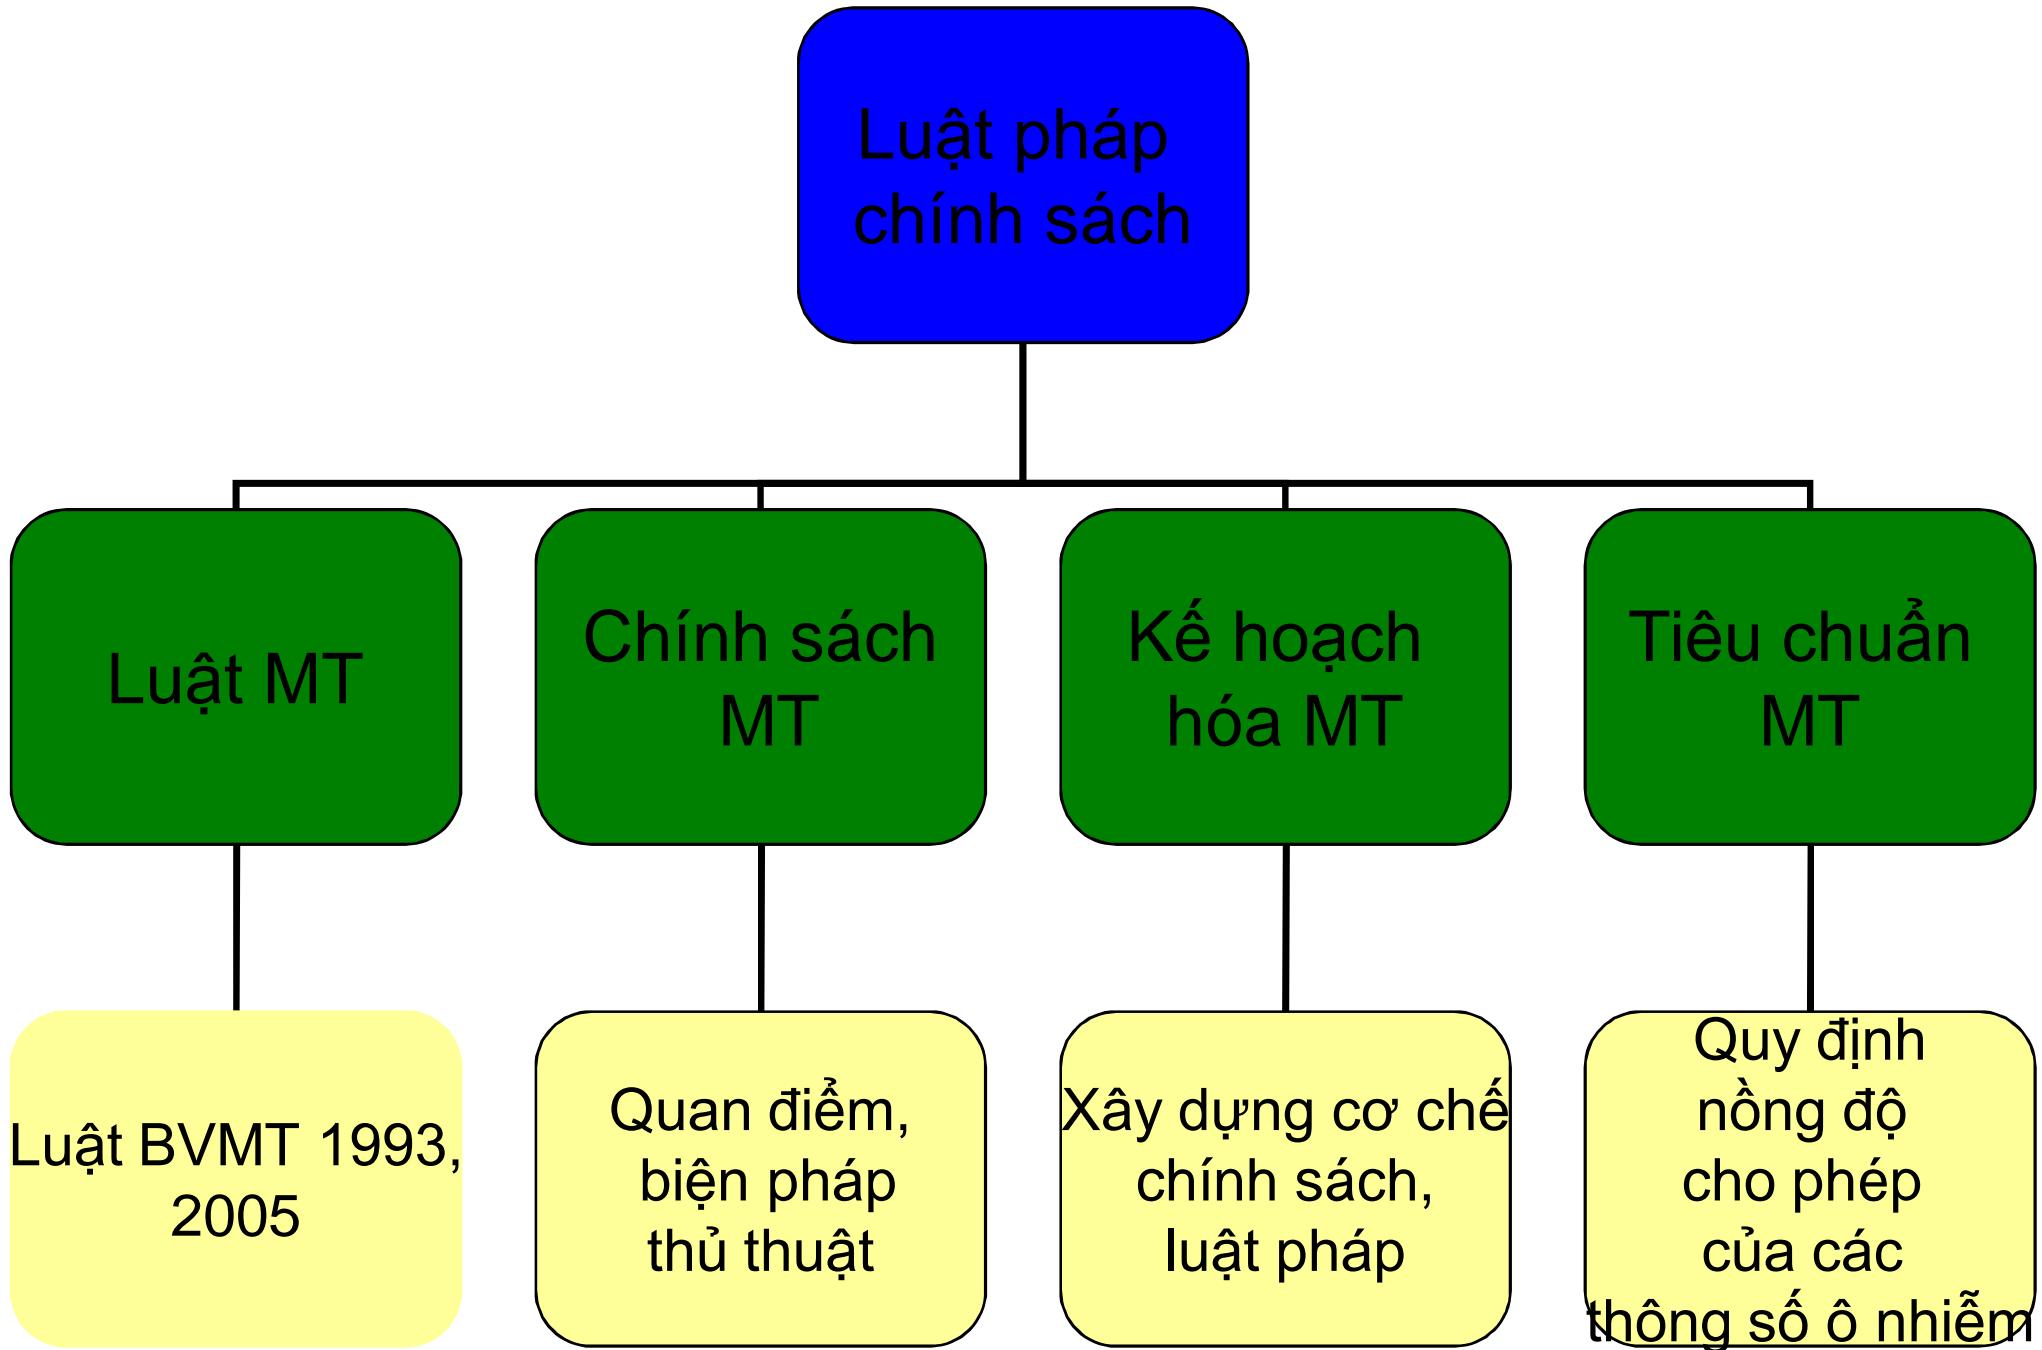 Luật pháp
chính sách
Luật MT
Chính sách
MT
Kế hoạch
hóa MT
Tiêu chuẩn
MT
Luật BVMT 1993,
2005
Quan điểm,
biện pháp
thủ thuật
Xây dựng cơ chế
chính sách,
luật pháp
Quy định
nồng độ
cho phép
của các
thông số ô nhiễm